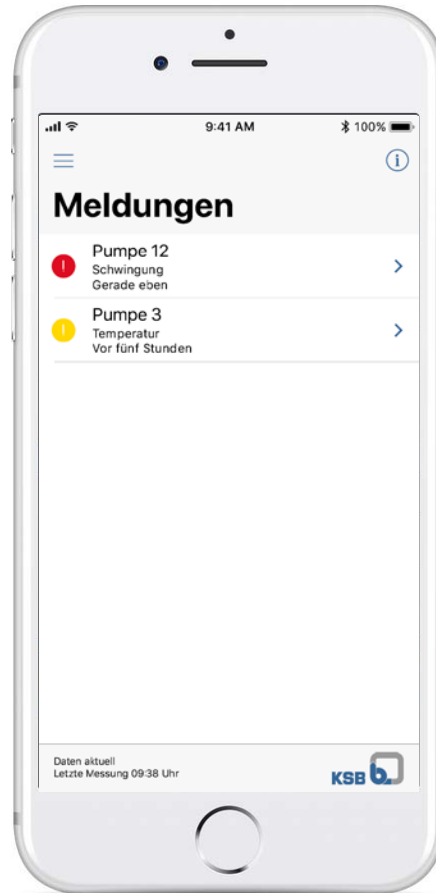 9:41 AM
100%
Meldungen
Pumpe 12
Schwingung
Gerade eben
Pumpe 3
Temperatur
Vor fünf Stunden
Daten aktuell
Letzte Messung 09:38 Uhr
KSB b.